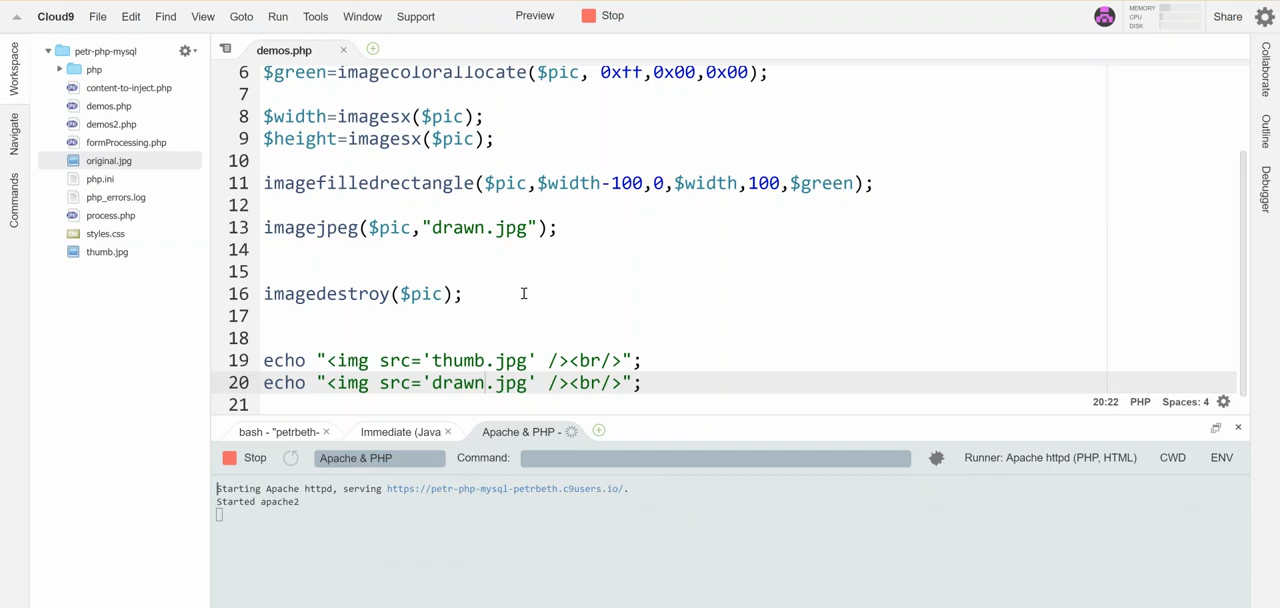 Cloud9 File Edit Find View Goto Run Tools Window Support Preview Stop MEMORY CPU DISK Share
Workspace
Navigate
Commands
petr-php-mysql
php
content-to-inject.php
demos.php
demos2.php
formProcessing.php
original.jpg
php.ini
php_errors.log
process.php
styles.css
thumb.jpg
demos.php
6 $green=imagecolorallocate($pic, 0xff,0x00,0x00);
7
8 $width=imagesx($pic);
9 $height=imagesx($pic);
10
11 imagefilledrectangle($pic,$width-100,0,$width,100,$green);
12
13 imagejpeg($pic,"drawn.jpg");
14
15
16 imagedestroy($pic);
17
18
19 echo "<img src='thumb.jpg' /><br/>";
20 echo "<img src='drawn.jpg' /><br/>";
21
20:22 PHP Spaces: 4
bash - "petrbeth- Immediate (Java Apache & PHP -
Stop Apache & PHP Command: Runner: Apache httpd (PHP, HTML) CWD ENV
Starting Apache httpd, serving https://petr-php-mysql-petrbeth.c9users.io/.
Started apache2
Collaborate
Outline
Debugger